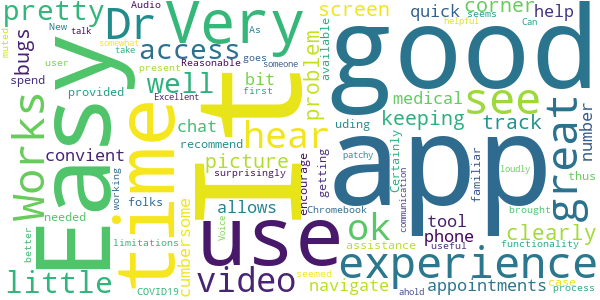 pretty
Dr
Very
good
screen
corner
Audio
New
talk
muted
helpful
As
somewhat
take
Can
seems
quick
help
bugs
user
access
Reasonable
goes
someone
problem
available
spend
present
bit
first
medical
see
provided
Excellent
well
hear
keeping
uding
track
number
Works
Easy
time
It
app
great
chat
recommend
convient
picture
surprisingly
encourage
getting
patchy
Certainly
communication
familiar
loudly
thus
working
folks
needed
cumbersome
allows
Voice
Chromebook
ok
tool
phone
brought
clearly
better
limitations
use
assistance
useful
functionality
little
COVID19
video
seemed
navigate
ahold
experience
appointments
case
process